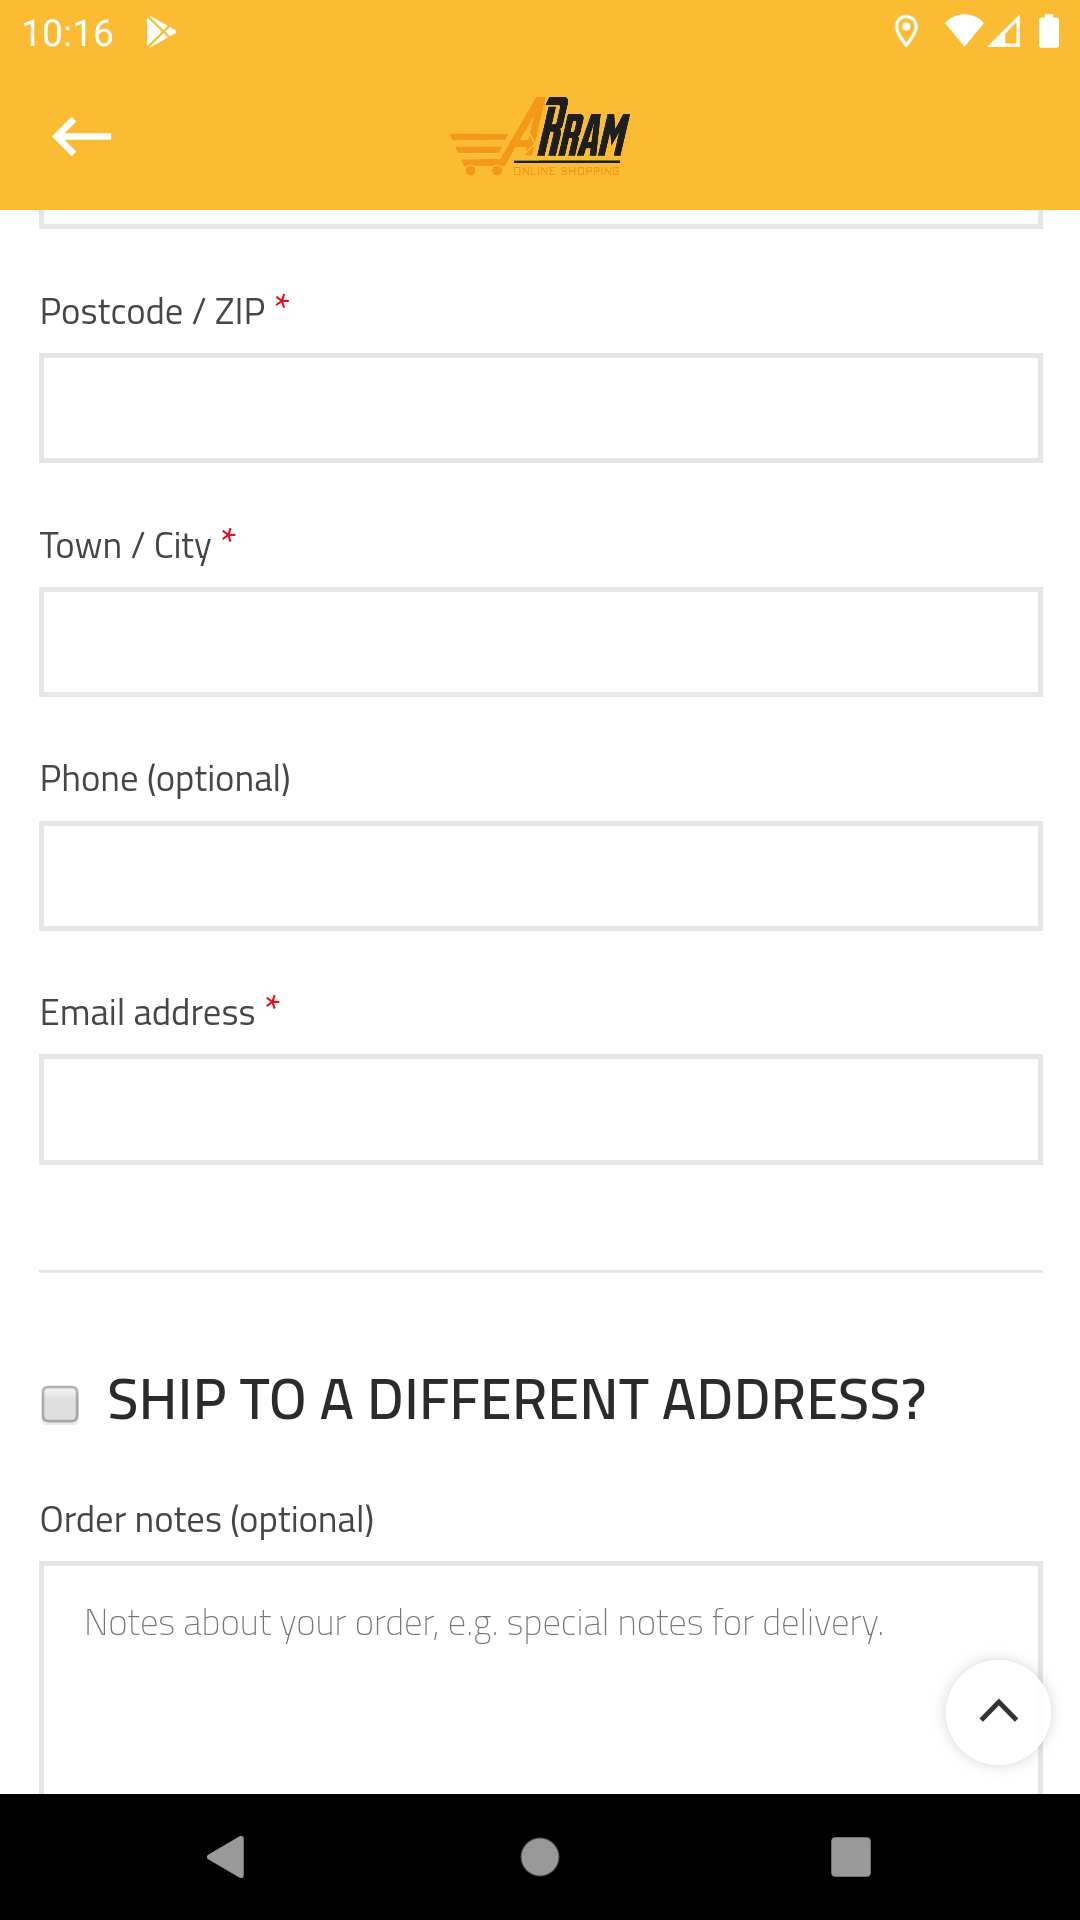 10:16
ARRAM
ONLINE SHOPPING
Postcode / ZIP *
Town / City *
Phone (optional)
Email address *
SHIP TO A DIFFERENT ADDRESS?
Order notes (optional)
Notes about your order, e.g. special notes for delivery.